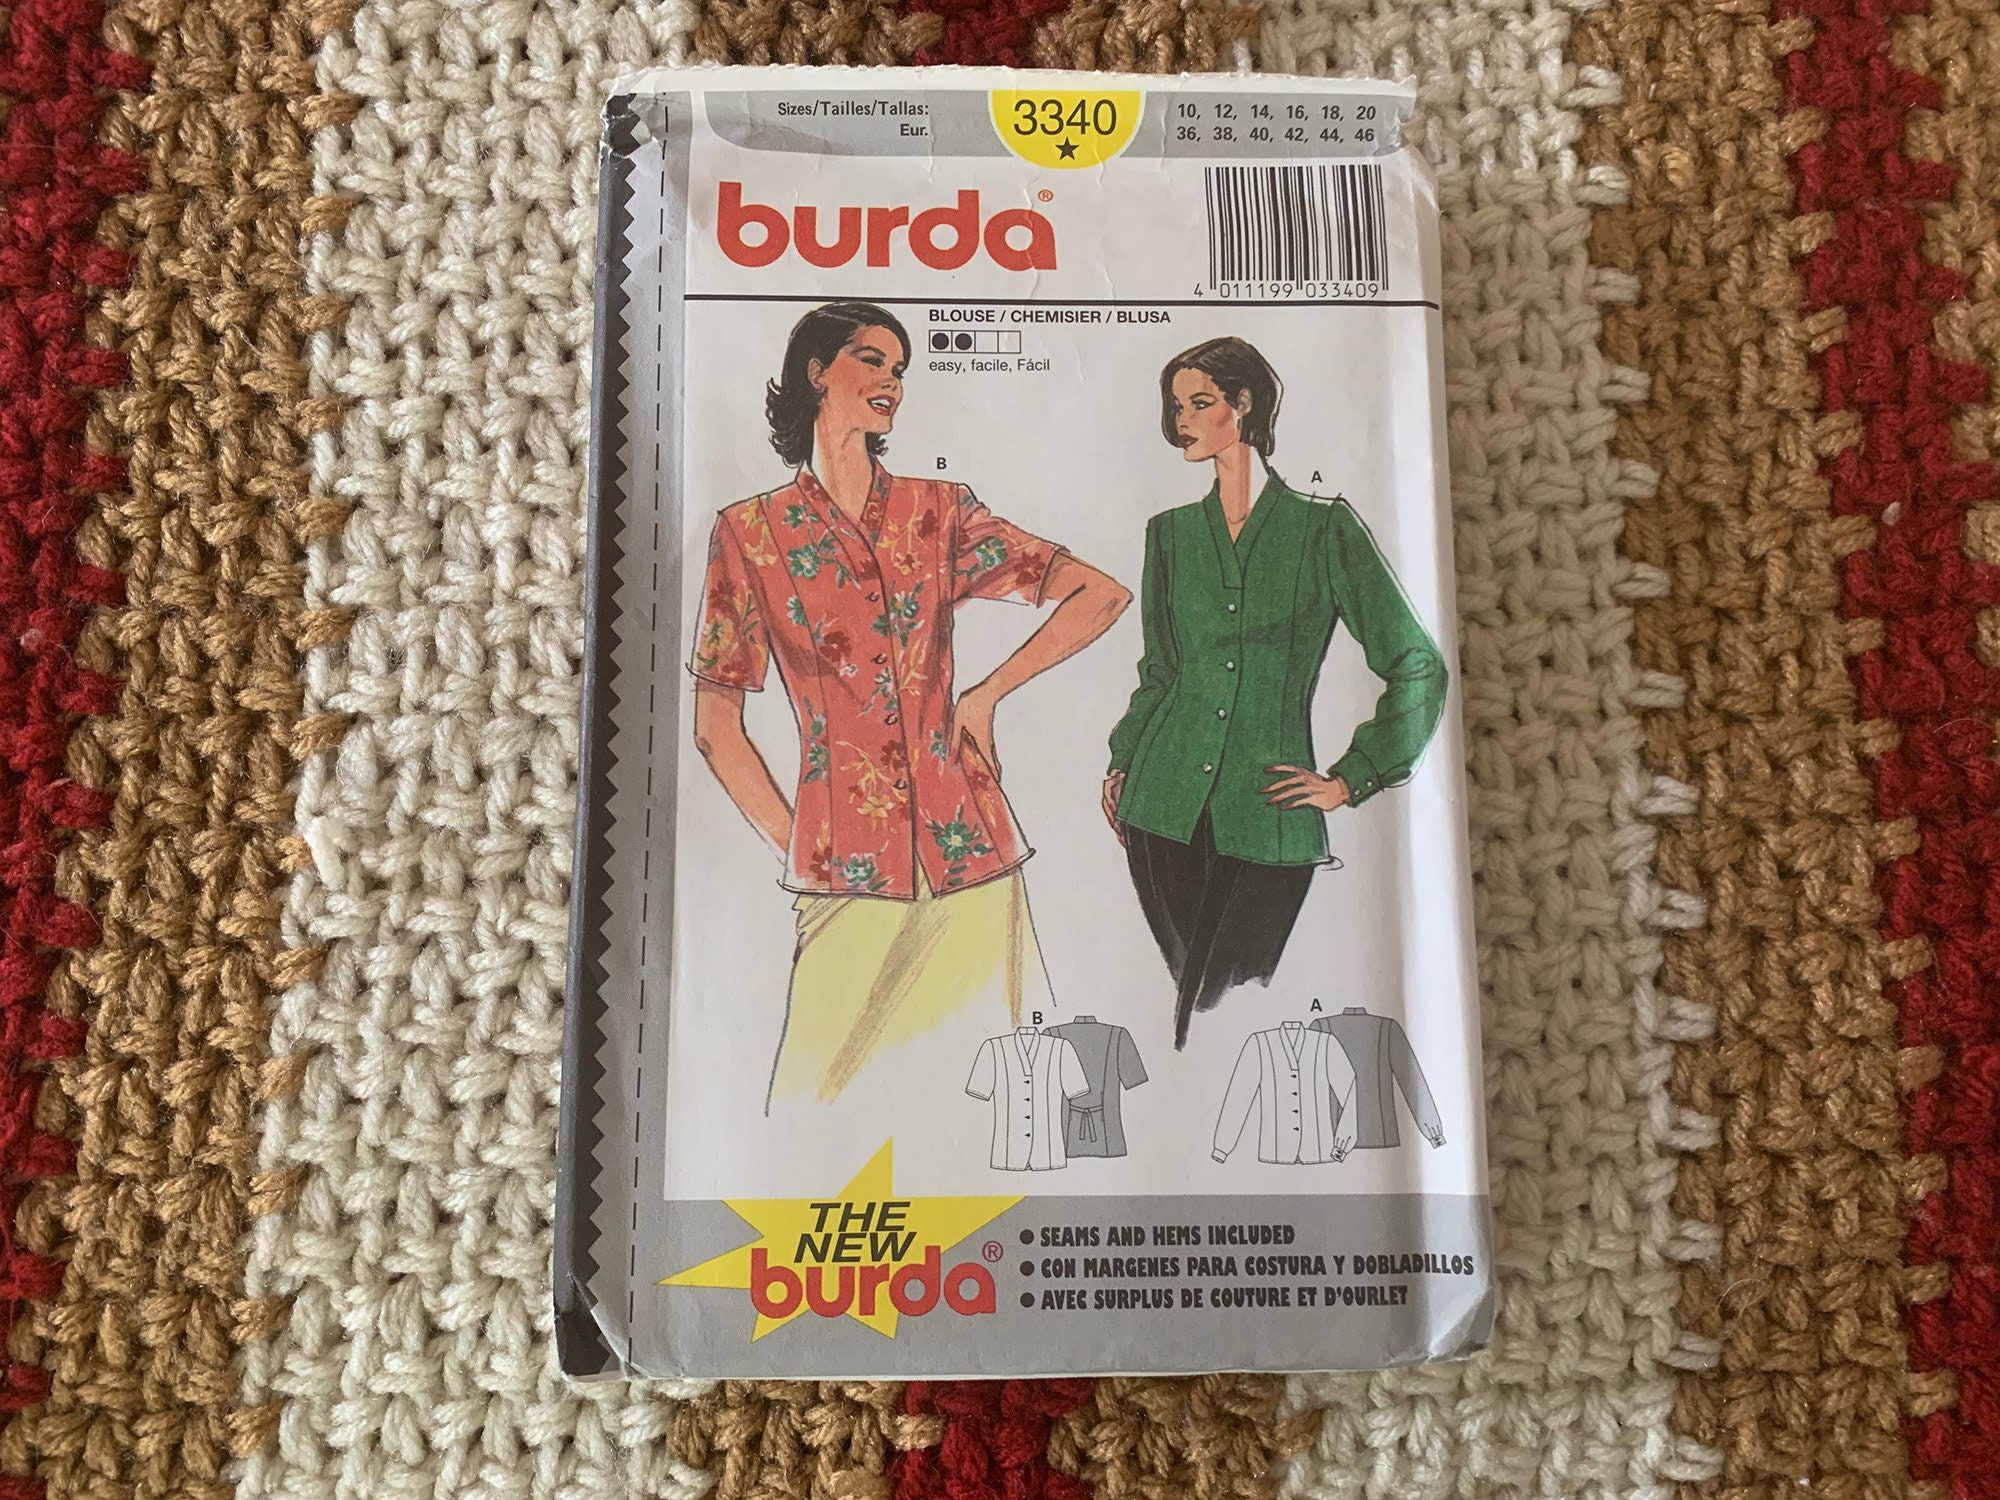 Sizes/Tailles/Tallas:
Eur.
3340
10, 12, 14, 16, 18, 20
36, 38, 40, 42, 44, 46
burda®
4 011199 033409
BLOUSE / CHEMISIER / BLUSA
easy, facile, Fácil
B
A
B
A
THE
NEW
burda®
● SEAMS AND HEMS INCLUDED
● CON MARGENES PARA COSTURA Y DOBLADILLOS
● AVEC SURPLUS DE COUTURE ET D'OURLET